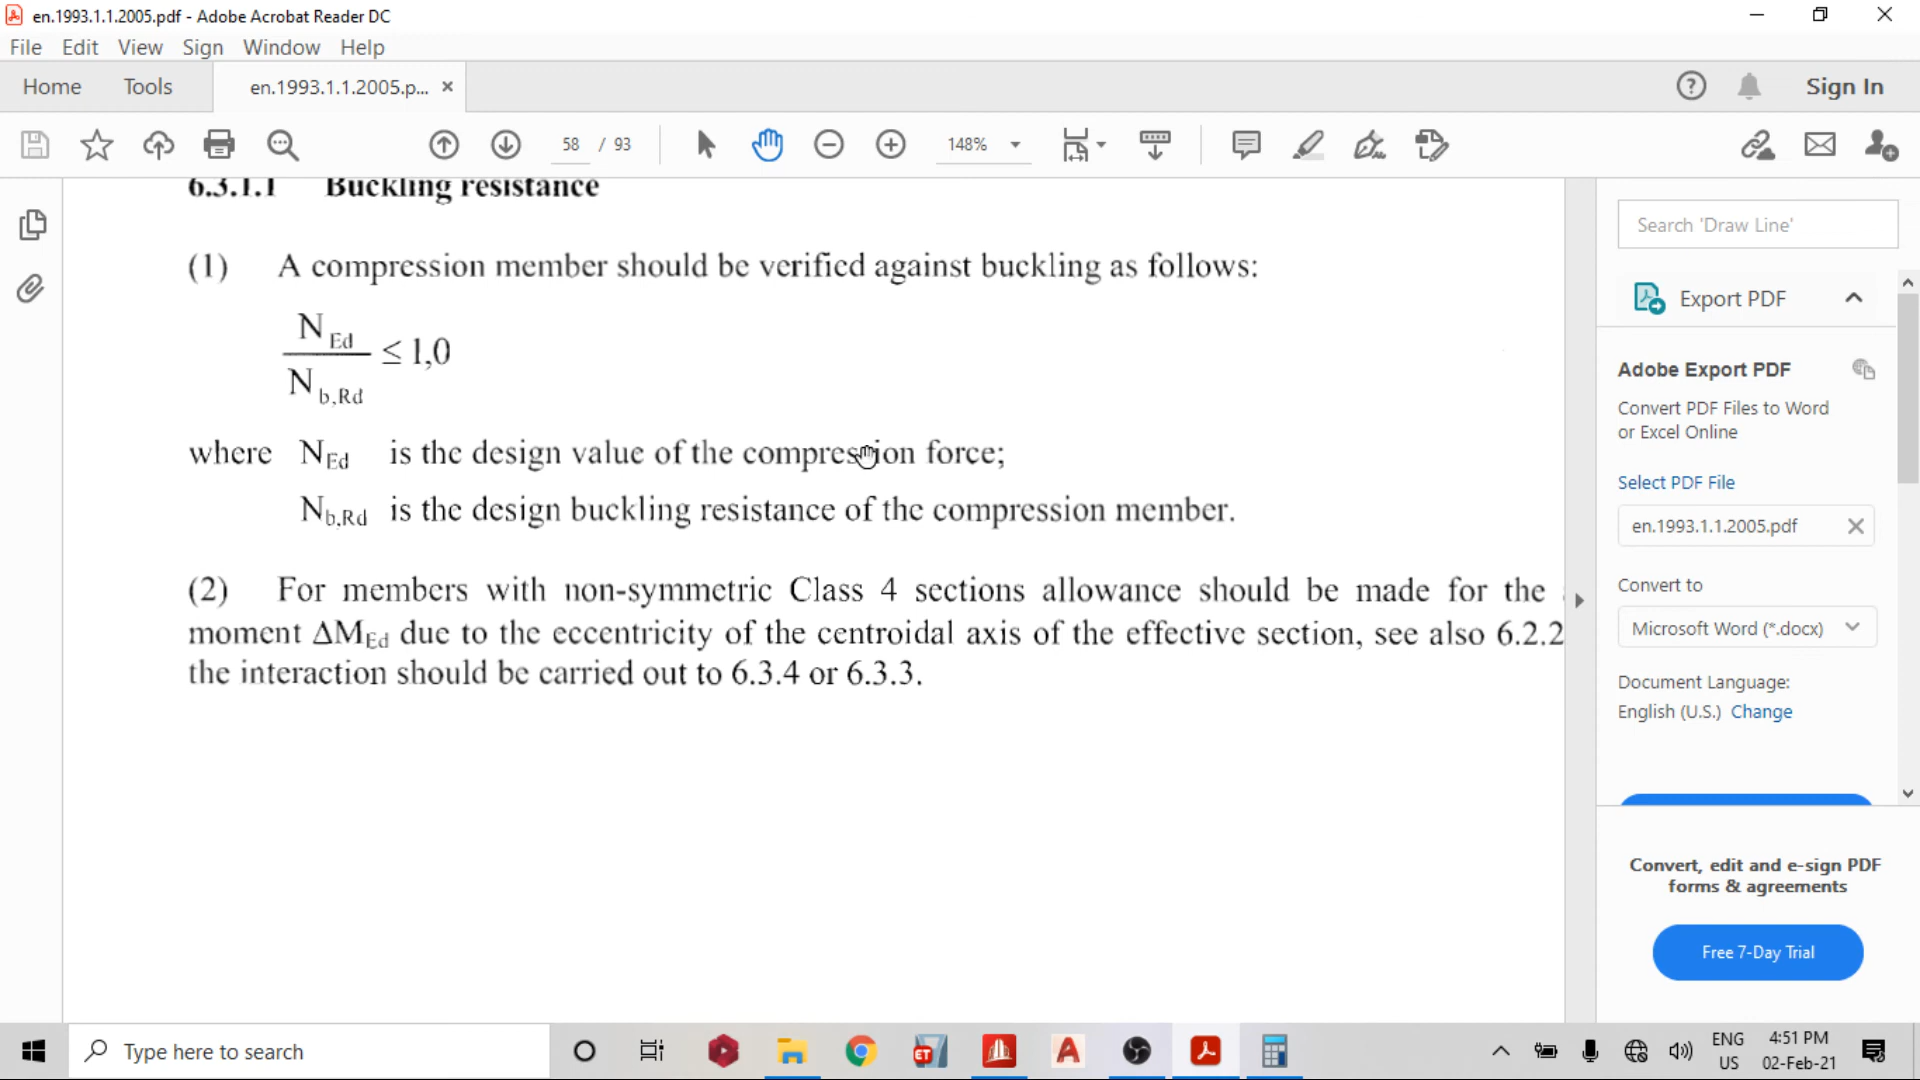 en.1993.1.1.2005.pdf - Adobe Acrobat Reader DC
File Edit View Sign Window Help
Home Tools en.1993.1.1.2005.p... Sign In
58 / 93 148%
6.3.1.1 Buckling resistance
(1) A compression member should be verified against buckling as follows:
N Ed
N b,Rd
≤ 1,0
where N Ed is the design value of the compression force;
N b,Rd is the design buckling resistance of the compression member.
(2) For members with non-symmetric Class 4 sections allowance should be made for the
moment ΔM Ed due to the eccentricity of the centroidal axis of the effective section, see also 6.2.2
the interaction should be carried out to 6.3.4 or 6.3.3.
Search 'Draw Line'
Export PDF
Adobe Export PDF
Convert PDF Files to Word
or Excel Online
Select PDF File
en.1993.1.1.2005.pdf
Convert to
Microsoft Word (*.docx)
Document Language:
English (U.S.) Change
Convert, edit and e-sign PDF
forms & agreements
Free 7-Day Trial
Type here to search
ET
ENG
US
4:51 PM
02-Feb-21